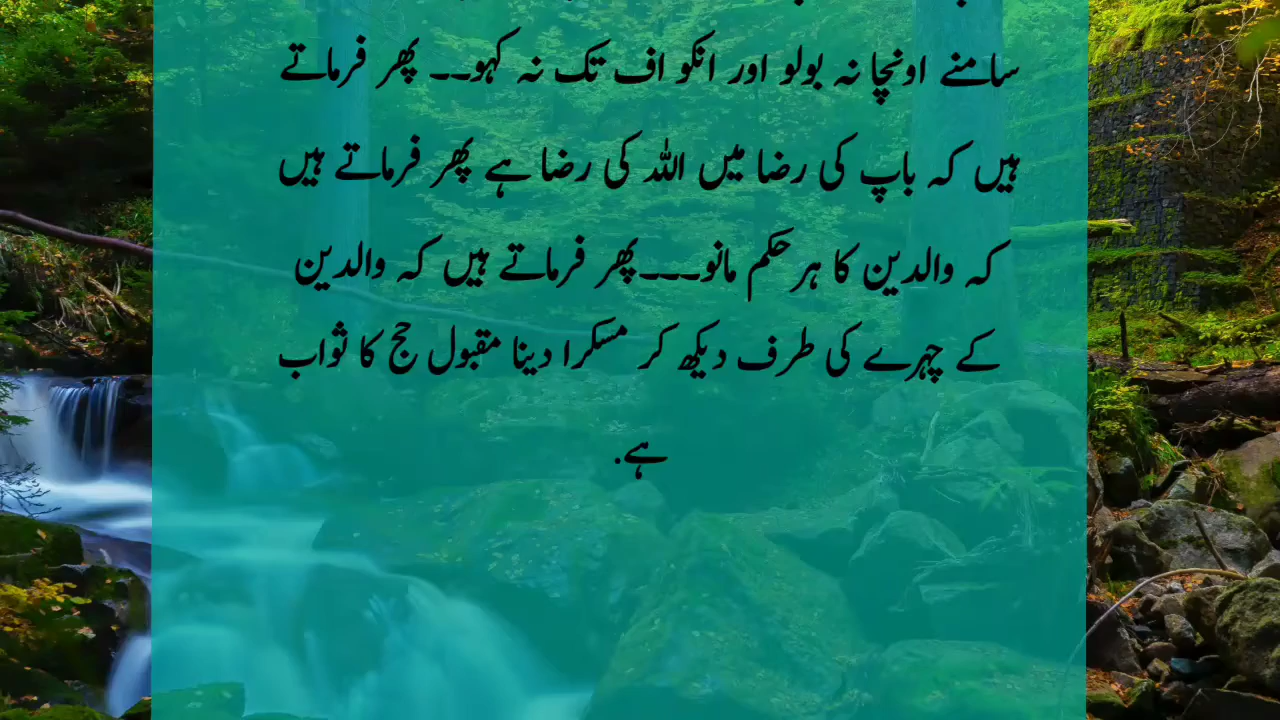 سامنے اونچا نہ بولو اور انکو اف تک نہ کہو۔۔ پھر فرماتے
ہیں کہ باپ کی رضا میں اللہ کی رضا ہے پھر فرماتے ہیں
کہ والدین کا ہر حکم مانو۔۔۔پھر فرماتے ہیں کہ والدین
کے چہرے کی طرف دیکھ کر مسکرا دینا مقبول حج کا ثواب
ہے.